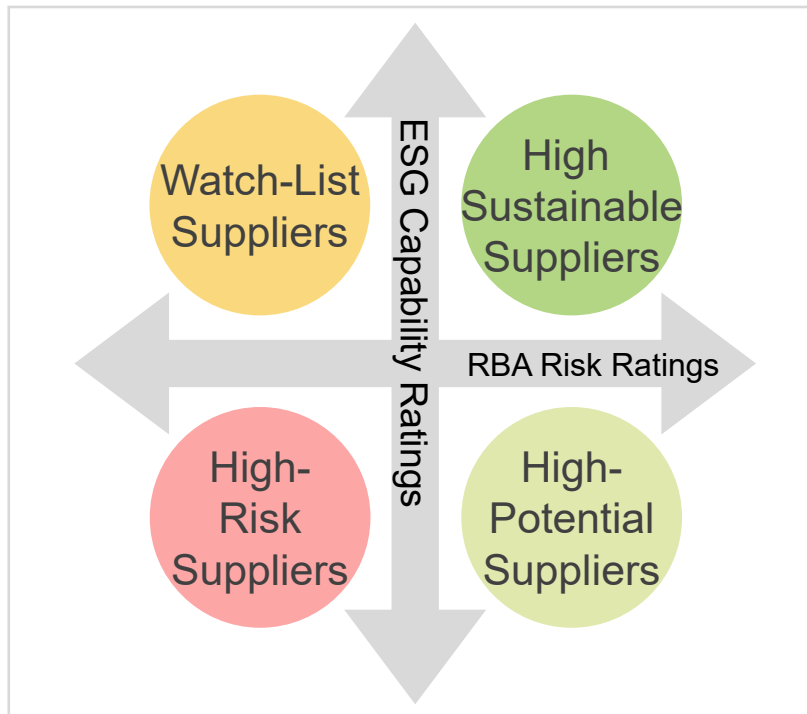 Watch-List
Suppliers
High
Sustainable
Suppliers
ESG Capability Ratings
RBA Risk Ratings
High-
Risk
Suppliers
High-
Potential
Suppliers